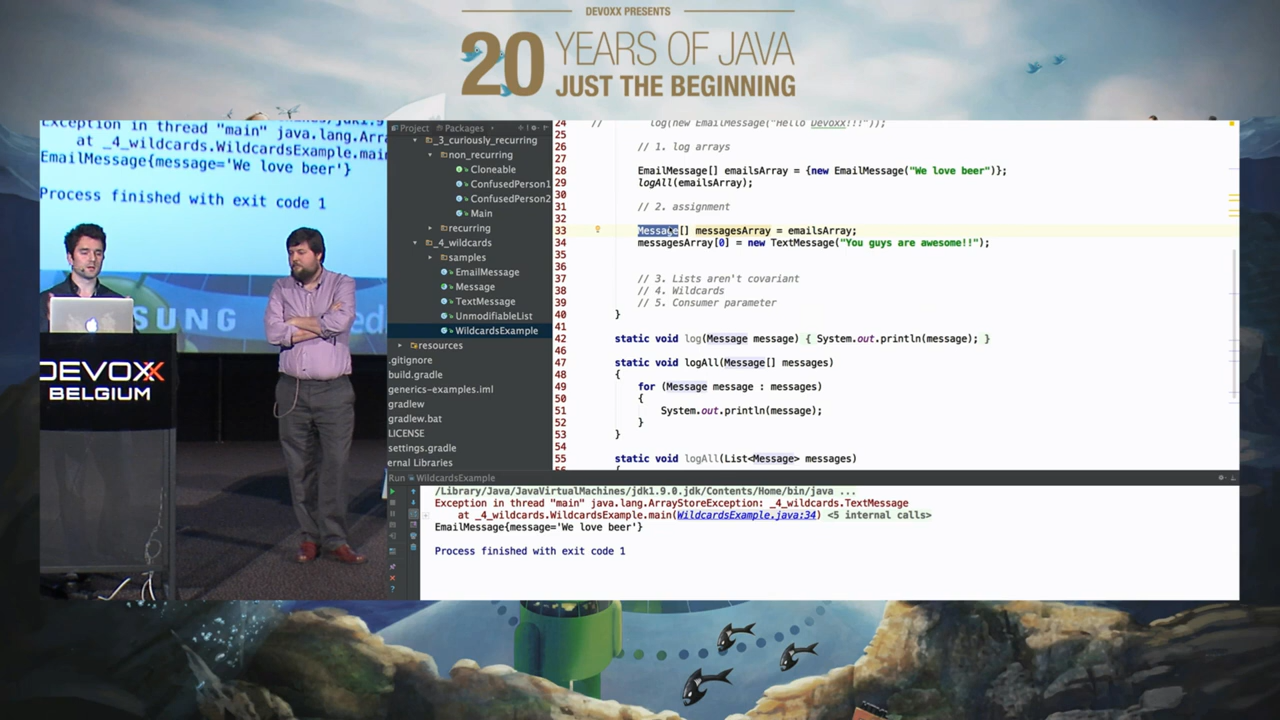 DEVOXX PRESENTS
20 YEARS OF JAVA
JUST THE BEGINNING
Exception in thread "main" java.lang.Arra
at _4_wildcards.WildcardsExample.main
EmailMessage{message='We love beer'}
Process finished with exit code 1
SUNG
DEVOXX
BELGIUM
Project Packages
_3_curiously_recurring
non_recurring
Cloneable
ConfusedPerson1
ConfusedPerson2
Main
recurring
_4_wildcards
samples
EmailMessage
Message
TextMessage
UnmodifiableList
WildcardsExample
resources
.gitignore
build.gradle
generics-examples.iml
gradlew
gradlew.bat
LICENSE
settings.gradle
ernal Libraries
24 // log(new EmailMessage("Hello Devoxx!!!"));
25
26 // 1. log arrays
27
28 EmailMessage[] emailsArray = {new EmailMessage("We love beer")};
29 logAll(emailsArray);
30
31 // 2. assignment
32
33 Message[] messagesArray = emailsArray;
34 messagesArray[0] = new TextMessage("You guys are awesome!!");
35
36
37 // 3. Lists aren't covariant
38 // 4. Wildcards
39 // 5. Consumer parameter
40 }
41
42 static void log(Message message) { System.out.println(message); }
46
47 static void logAll(Message[] messages)
48 {
49 for (Message message : messages)
50 {
51 System.out.println(message);
52 }
53 }
54
55 static void logAll(List<Message> messages)
Run WildcardsExample
/Library/Java/JavaVirtualMachines/jdk1.9.0.jdk/Contents/Home/bin/java ...
Exception in thread "main" java.lang.ArrayStoreException: _4_wildcards.TextMessage
at _4_wildcards.WildcardsExample.main(WildcardsExample.java:34) <5 internal calls>
EmailMessage{message='We love beer'}
Process finished with exit code 1